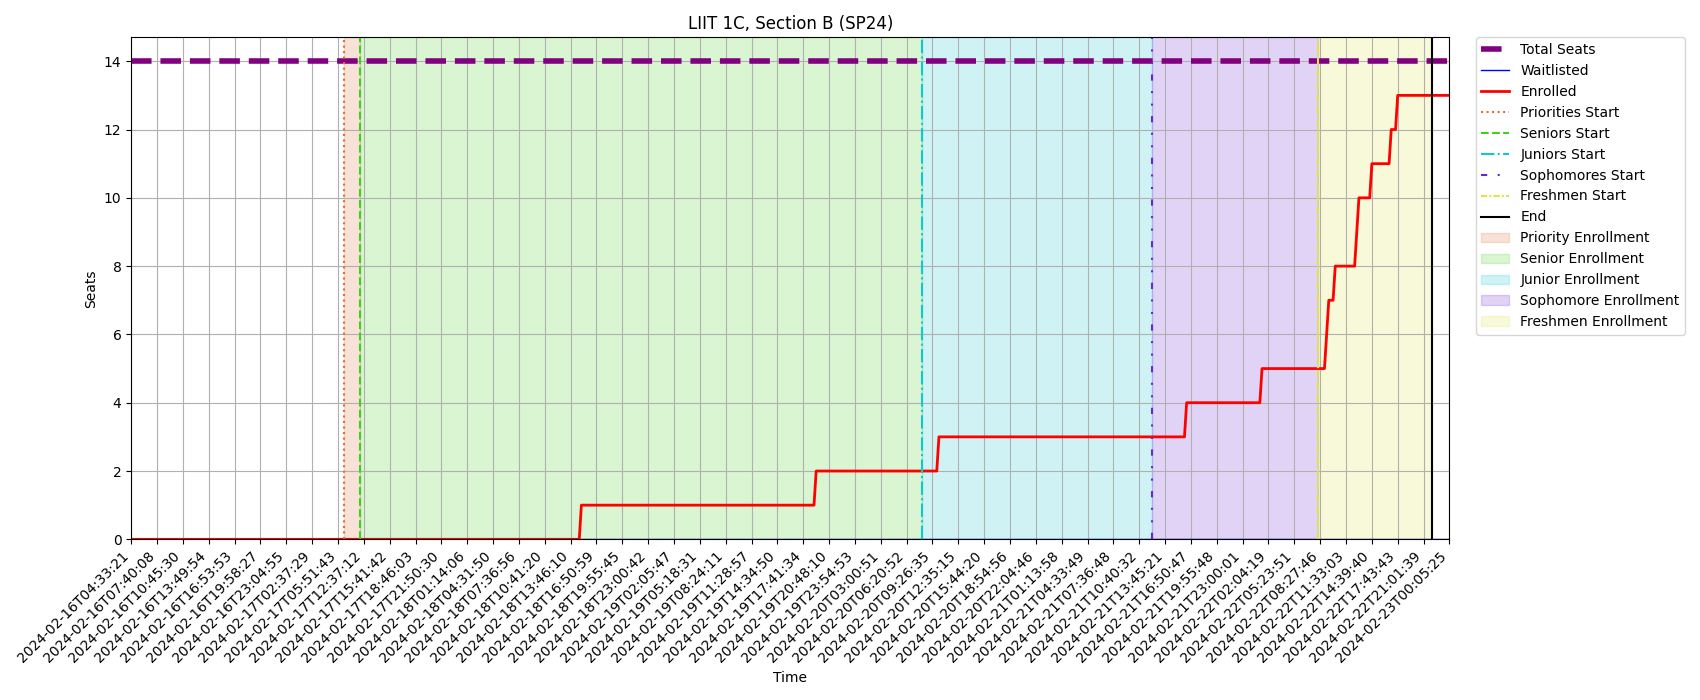 LIIT 1C, Section B (SP24)
Seats
14
12
10
8
6
4
2
0
2024-02-16T04:33:21
2024-02-16T07:40:08
2024-02-16T10:45:30
2024-02-16T13:49:54
2024-02-16T16:53:53
2024-02-16T19:58:27
2024-02-16T23:04:55
2024-02-17T02:37:29
2024-02-17T05:51:43
2024-02-17T12:37:12
2024-02-17T15:41:42
2024-02-17T18:46:03
2024-02-17T21:50:30
2024-02-18T01:14:06
2024-02-18T04:31:50
2024-02-18T07:36:56
2024-02-18T10:41:20
2024-02-18T13:46:10
2024-02-18T16:50:59
2024-02-18T19:55:45
2024-02-18T23:00:42
2024-02-19T02:05:47
2024-02-19T05:18:31
2024-02-19T08:24:11
2024-02-19T11:28:57
2024-02-19T14:34:50
2024-02-19T17:41:34
2024-02-19T20:48:10
2024-02-19T23:54:53
2024-02-20T03:00:51
2024-02-20T06:20:52
2024-02-20T09:26:35
2024-02-20T12:35:15
2024-02-20T15:44:20
2024-02-20T18:54:56
2024-02-20T22:04:46
2024-02-21T01:13:58
2024-02-21T04:33:49
2024-02-21T07:36:48
2024-02-21T10:40:32
2024-02-21T13:45:21
2024-02-21T16:50:47
2024-02-21T19:55:48
2024-02-21T23:00:01
2024-02-22T02:04:19
2024-02-22T05:23:51
2024-02-22T08:27:46
2024-02-22T11:33:03
2024-02-22T14:39:40
2024-02-22T17:43:43
2024-02-22T21:01:39
2024-02-23T00:05:25
Time
Total Seats
Waitlisted
Enrolled
Priorities Start
Seniors Start
Juniors Start
Sophomores Start
Freshmen Start
End
Priority Enrollment
Senior Enrollment
Junior Enrollment
Sophomore Enrollment
Freshmen Enrollment